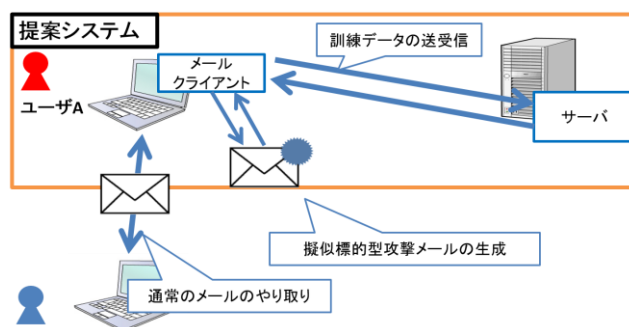 提案システム
訓練データの送受信
メール
クライアント
ユーザA
サーバ
擬似標的型攻撃メールの生成
通常のメールのやり取り